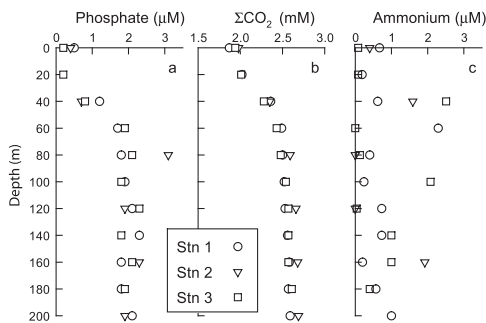 Phosphate (μM) ΣCO₂ (mM) Ammonium (μM)
0 1 2 3 1.5 2.0 2.5 3.0 0 1 2 3
0
a b c
20
40
60
80
Depth (m)
100
120
Stn 1
140
Stn 2
160
Stn 3
180
200